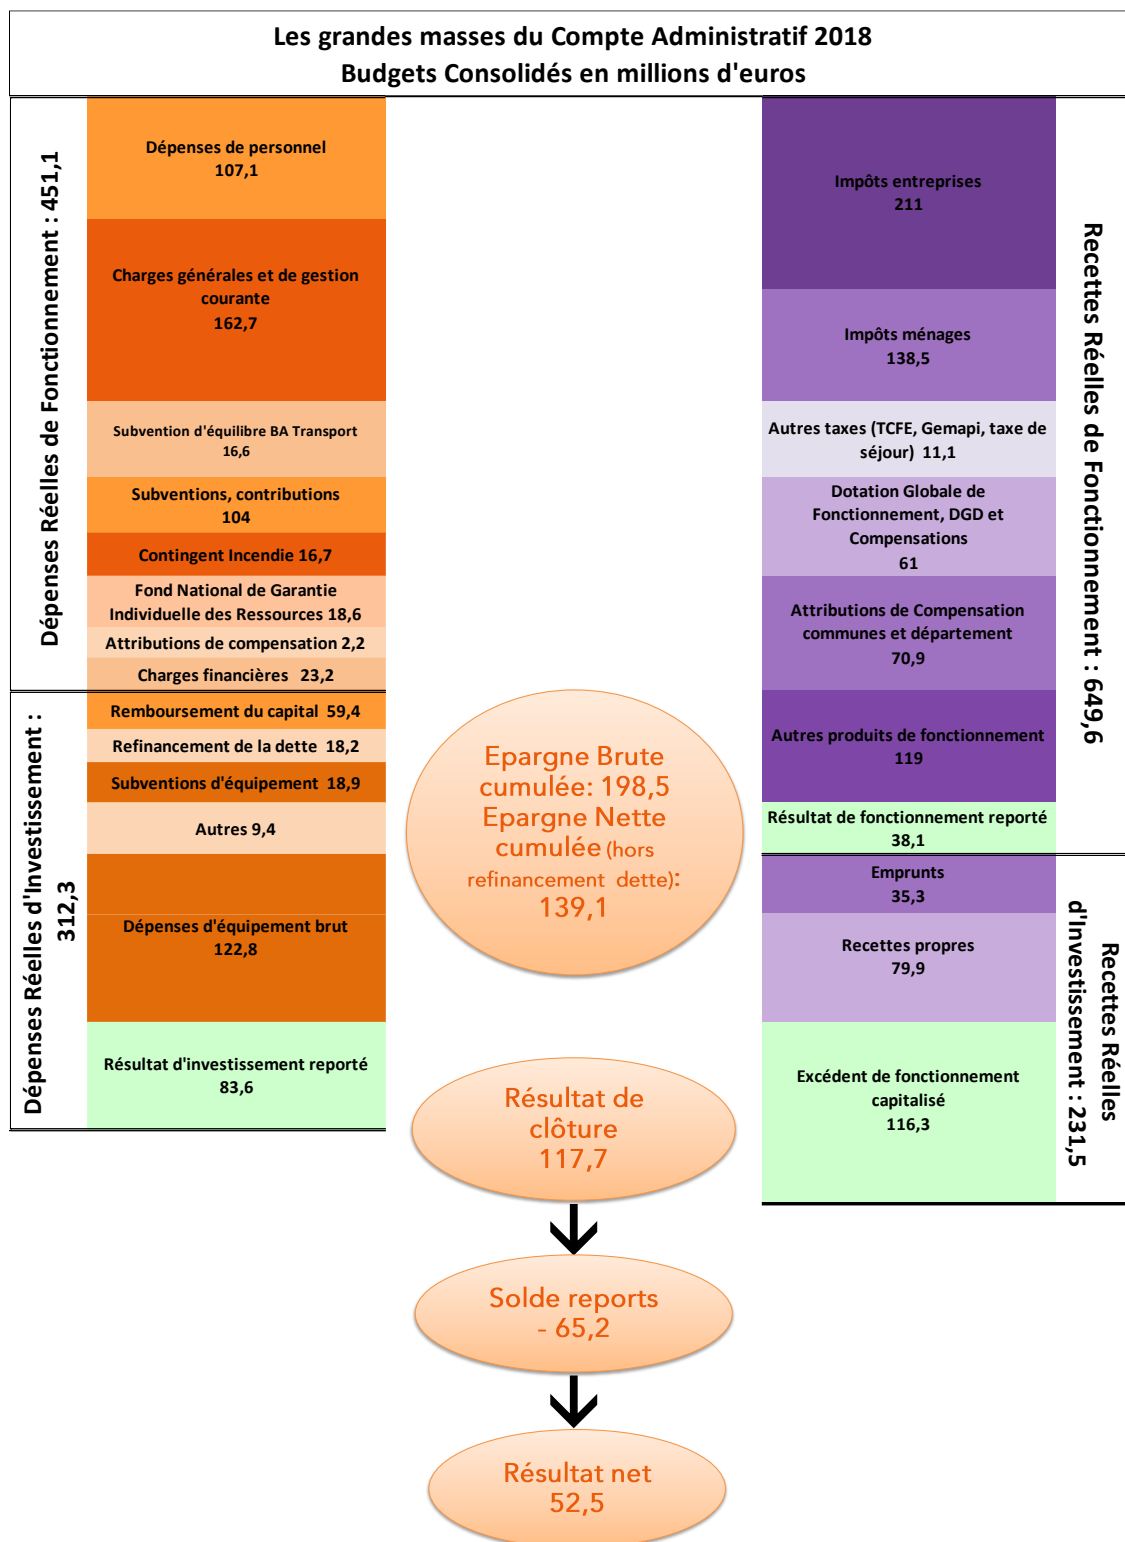 Les grandes masses du Compte Administratif 2018
Budgets Consolidés en millions d'euros
Dépenses Réelles de Fonctionnement : 451,1
Dépenses de personnel
107,1
Charges générales et de gestion
courante
162,7
Subvention d'équilibre BA Transport
16,6
Subventions, contributions
104
Contingent Incendie 16,7
Fond National de Garantie
Individuelle des Ressources 18,6
Attributions de compensation 2,2
Charges financières 23,2
Dépenses Réelles d'Investissement :
312,3
Remboursement du capital 59,4
Refinancement de la dette 18,2
Subventions d'équipement 18,9
Autres 9,4
Dépenses d'équipement brut
122,8
Résultat d'investissement reporté
83,6
Epargne Brute
cumulée: 198,5
Epargne Nette
cumulée (hors
refinancement dette):
139,1
Résultat de
clôture
117,7
Solde reports
- 65,2
Résultat net
52,5
Impôts entreprises
211
Impôts ménages
138,5
Autres taxes (TCFE, Gemapi, taxe de
séjour) 11,1
Dotation Globale de
Fonctionnement, DGD et
Compensations
61
Attributions de Compensation
communes et département
70,9
Autres produits de fonctionnement
119
Résultat de fonctionnement reporté
38,1
Recettes Réelles de Fonctionnement : 649,6
Emprunts
35,3
Recettes propres
79,9
Excédent de fonctionnement
capitalisé
116,3
Recettes Réelles
d'Investissement : 231,5